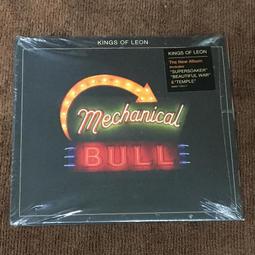 KINGS OF LEON
KINGS OF LEON
The New Album
Includes
"SUPERSOAKER"
"BEAUTIFUL WAR"
&"TEMPLE"
Mechanical
BULL